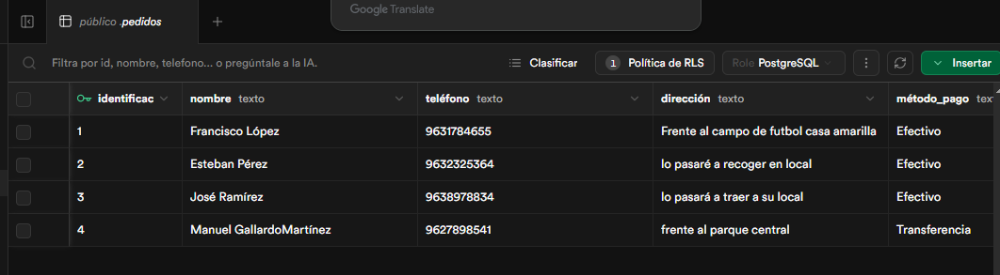 público .pedidos
Google Translate
Filtra por id, nombre, telefono... o pregúntale a la IA.
Clasificar
1 Política de RLS
Role PostgreSQL
Insertar
identificac
nombre texto
teléfono texto
dirección texto
método_pago tex
1 Francisco López 9631784655 Frente al campo de futbol casa amarilla Efectivo
2 Esteban Pérez 9632325364 lo pasaré a recoger en local Efectivo
3 José Ramírez 9638978834 lo pasará a traer a su local Efectivo
4 Manuel GallardoMartínez 9627898541 frente al parque central Transferencia